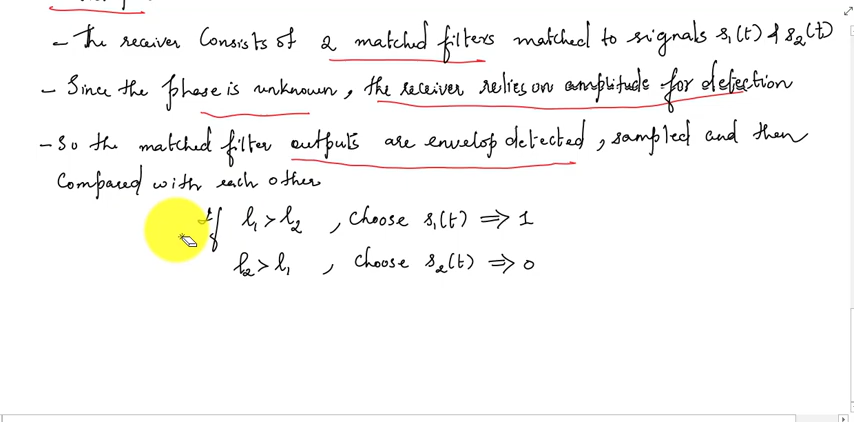 - The receiver Consists of 2 matched filters matched to signals s₁(t) & s₂(t)
- Since the phase is unknown, the receiver relies on amplitude for detection
- So the matched filter outputs are envelop detected, sampled and then
Compared with each other.
If l₁ > l₂ , choose s₁(t) ⇒ 1
l₂ > l₁ , choose s₂(t) ⇒ 0